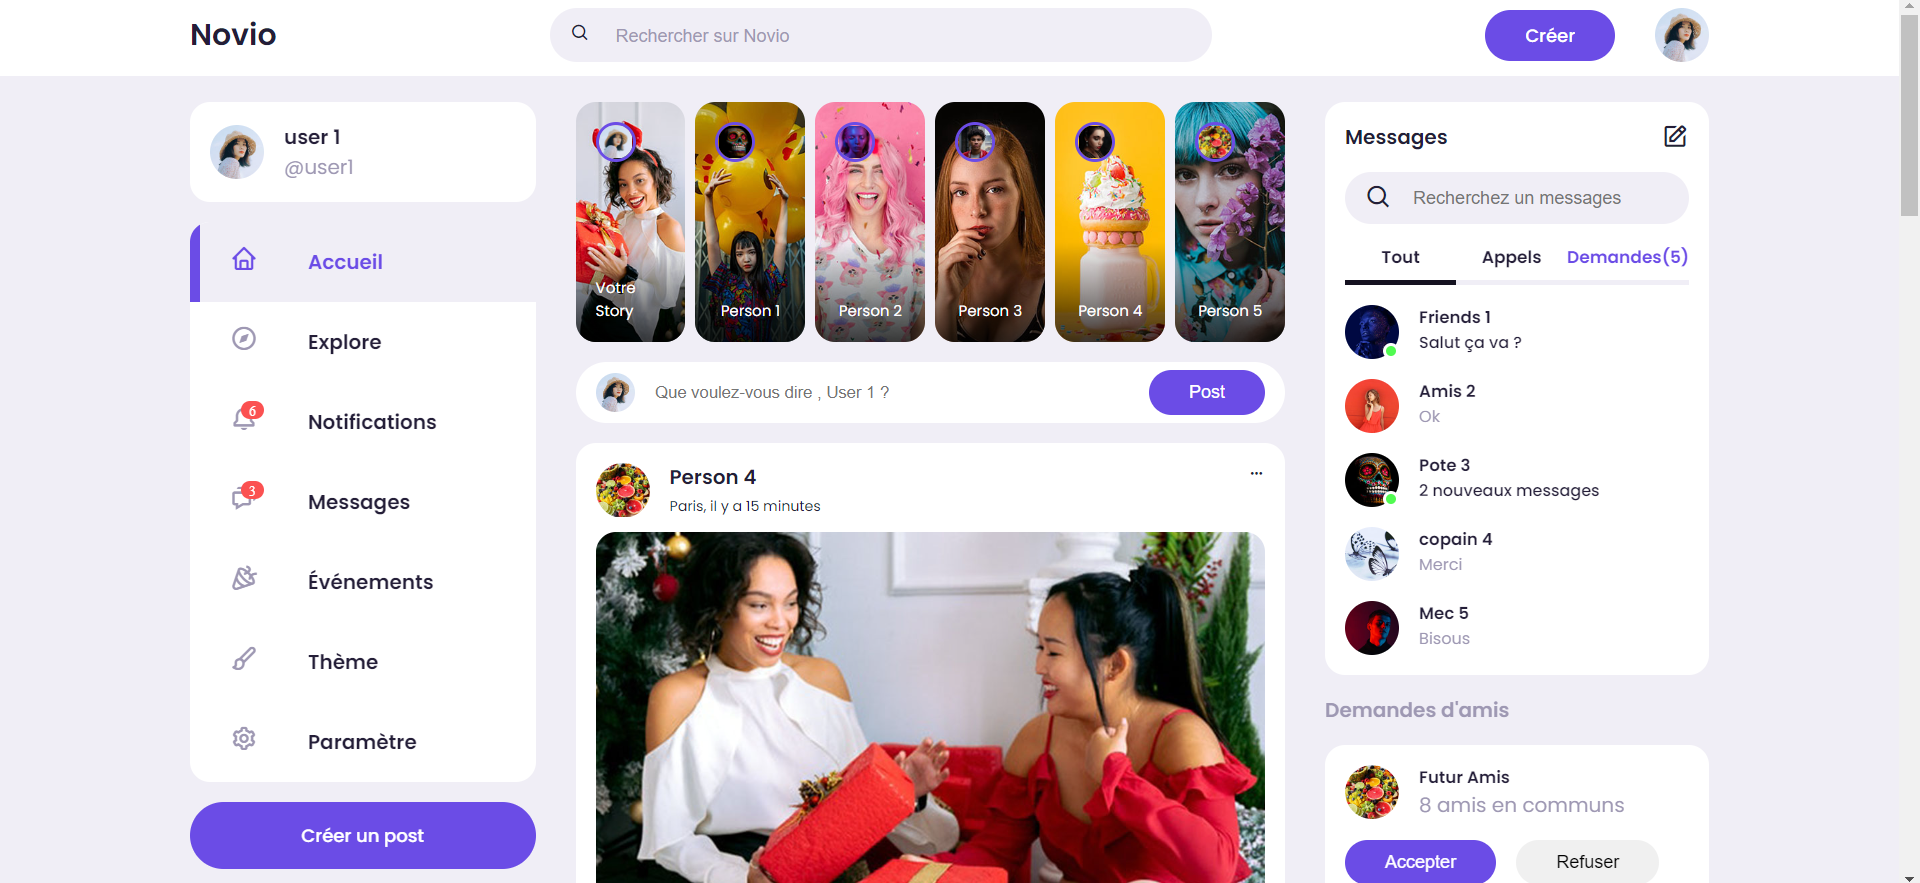 Novio
Rechercher sur Novio
Créer
user 1
@user1
Accueil
Explore
6
Notifications
3
Messages
Événements
Thème
Paramètre
Créer un post
Votre
Story
Person 1
Person 2
Person 3
Person 4
Person 5
Que voulez-vous dire , User 1 ?
Post
Person 4
Paris, il y a 15 minutes
Messages
Recherchez un messages
Tout
Appels
Demandes(5)
Friends 1
Salut ça va ?
Amis 2
Ok
Pote 3
2 nouveaux messages
copain 4
Merci
Mec 5
Bisous
Demandes d'amis
Futur Amis
8 amis en communs
Accepter
Refuser